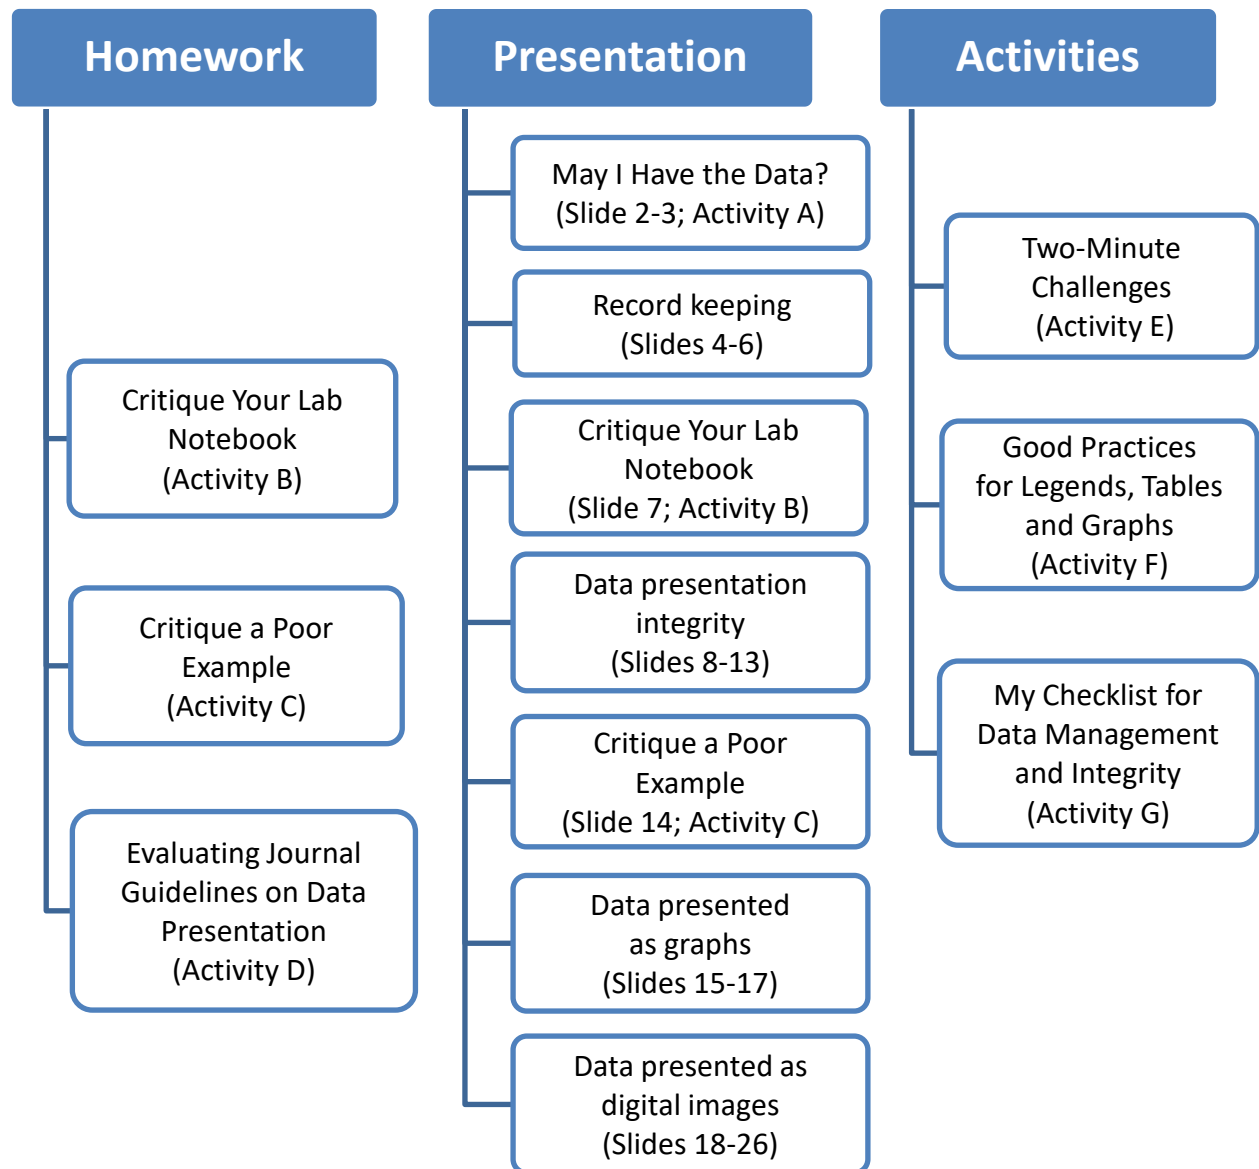 Homework
Critique Your Lab
Notebook
(Activity B)
Critique a Poor
Example
(Activity C)
Evaluating Journal
Guidelines on Data
Presentation
(Activity D)
Presentation
May I Have the Data?
(Slide 2-3; Activity A)
Record keeping
(Slides 4-6)
Critique Your Lab
Notebook
(Slide 7; Activity B)
Data presentation
integrity
(Slides 8-13)
Critique a Poor
Example
(Slide 14; Activity C)
Data presented
as graphs
(Slides 15-17)
Data presented as
digital images
(Slides 18-26)
Activities
Two-Minute
Challenges
(Activity E)
Good Practices
for Legends, Tables
and Graphs
(Activity F)
My Checklist for
Data Management
and Integrity
(Activity G)